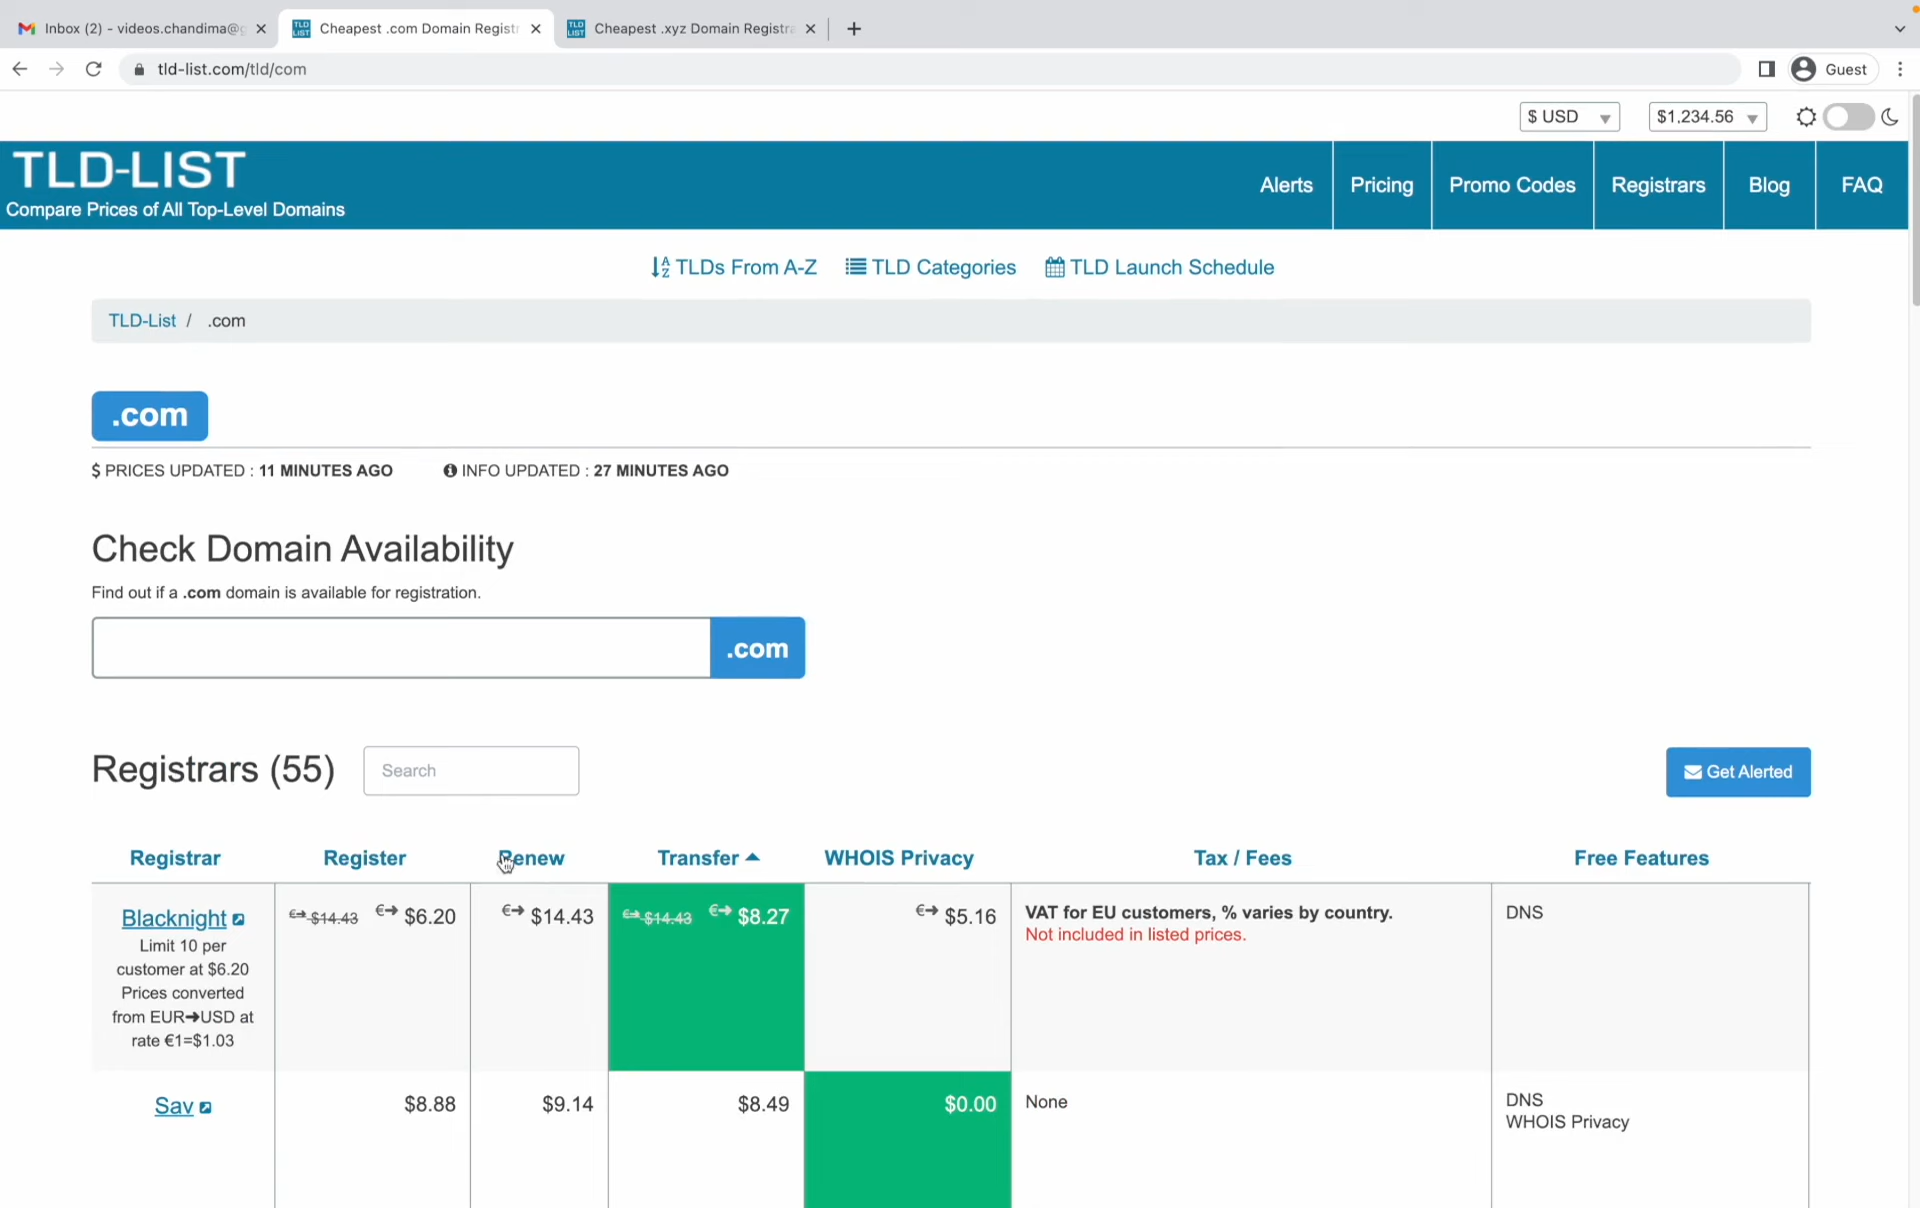 Inbox (2) - videos.chandima@g
Cheapest .com Domain Registr
Cheapest .xyz Domain Registra
tld-list.com/tld/com
Guest
$ USD
$1,234.56
TLD-LIST
Compare Prices of All Top-Level Domains
Alerts
Pricing
Promo Codes
Registrars
Blog
FAQ
TLDs From A-Z
TLD Categories
TLD Launch Schedule
TLD-List / .com
.com
$ PRICES UPDATED : 11 MINUTES AGO
INFO UPDATED : 27 MINUTES AGO
Check Domain Availability
Find out if a .com domain is available for registration.
.com
Registrars (55)
Search
Get Alerted
Registrar
Register
Renew
Transfer
WHOIS Privacy
Tax / Fees
Free Features
Blacknight
Limit 10 per
customer at $6.20
Prices converted
from EUR➜USD at
rate €1=$1.03
€➜ $14.43 €➜ $6.20
€➜ $14.43
€➜ $14.43 €➜ $8.27
€➜ $5.16
VAT for EU customers, % varies by country.
Not included in listed prices.
DNS
Sav
$8.88
$9.14
$8.49
$0.00
None
DNS
WHOIS Privacy